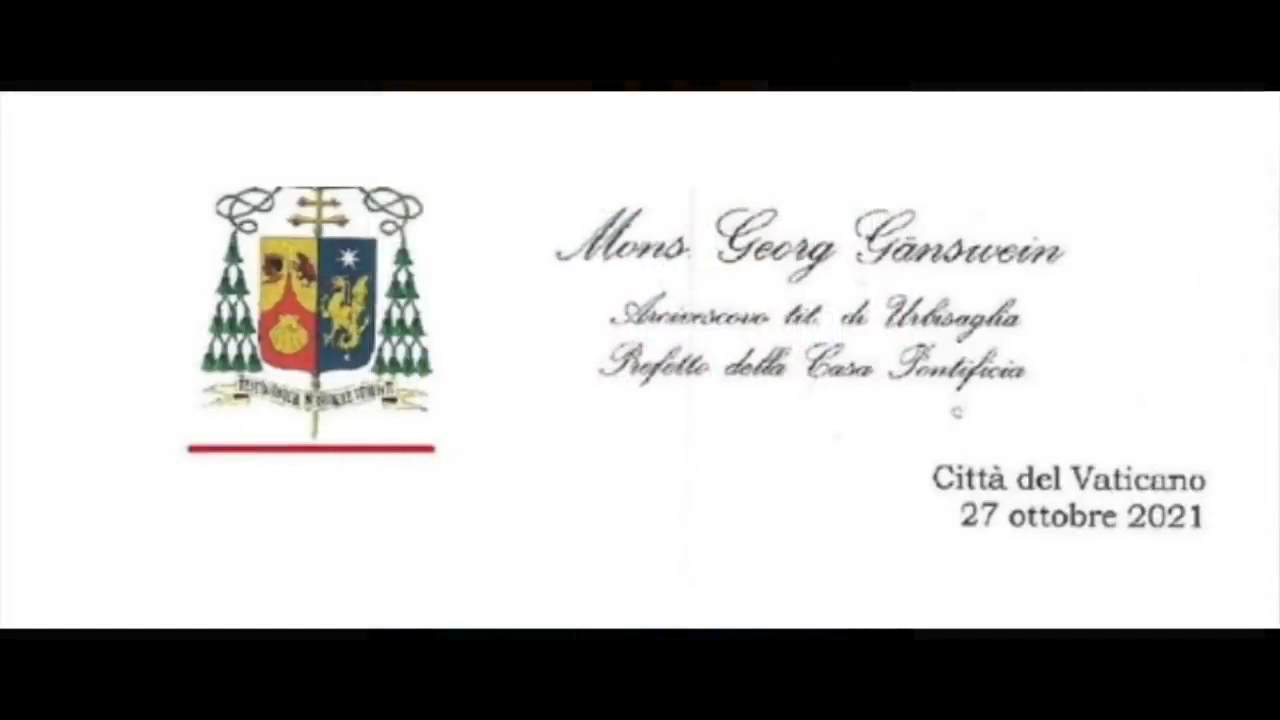 Mons. Georg Gänswein
Arcivescovo tit. di Urbisaglia
Prefetto della Casa Pontificia
Città del Vaticano
27 ottobre 2021